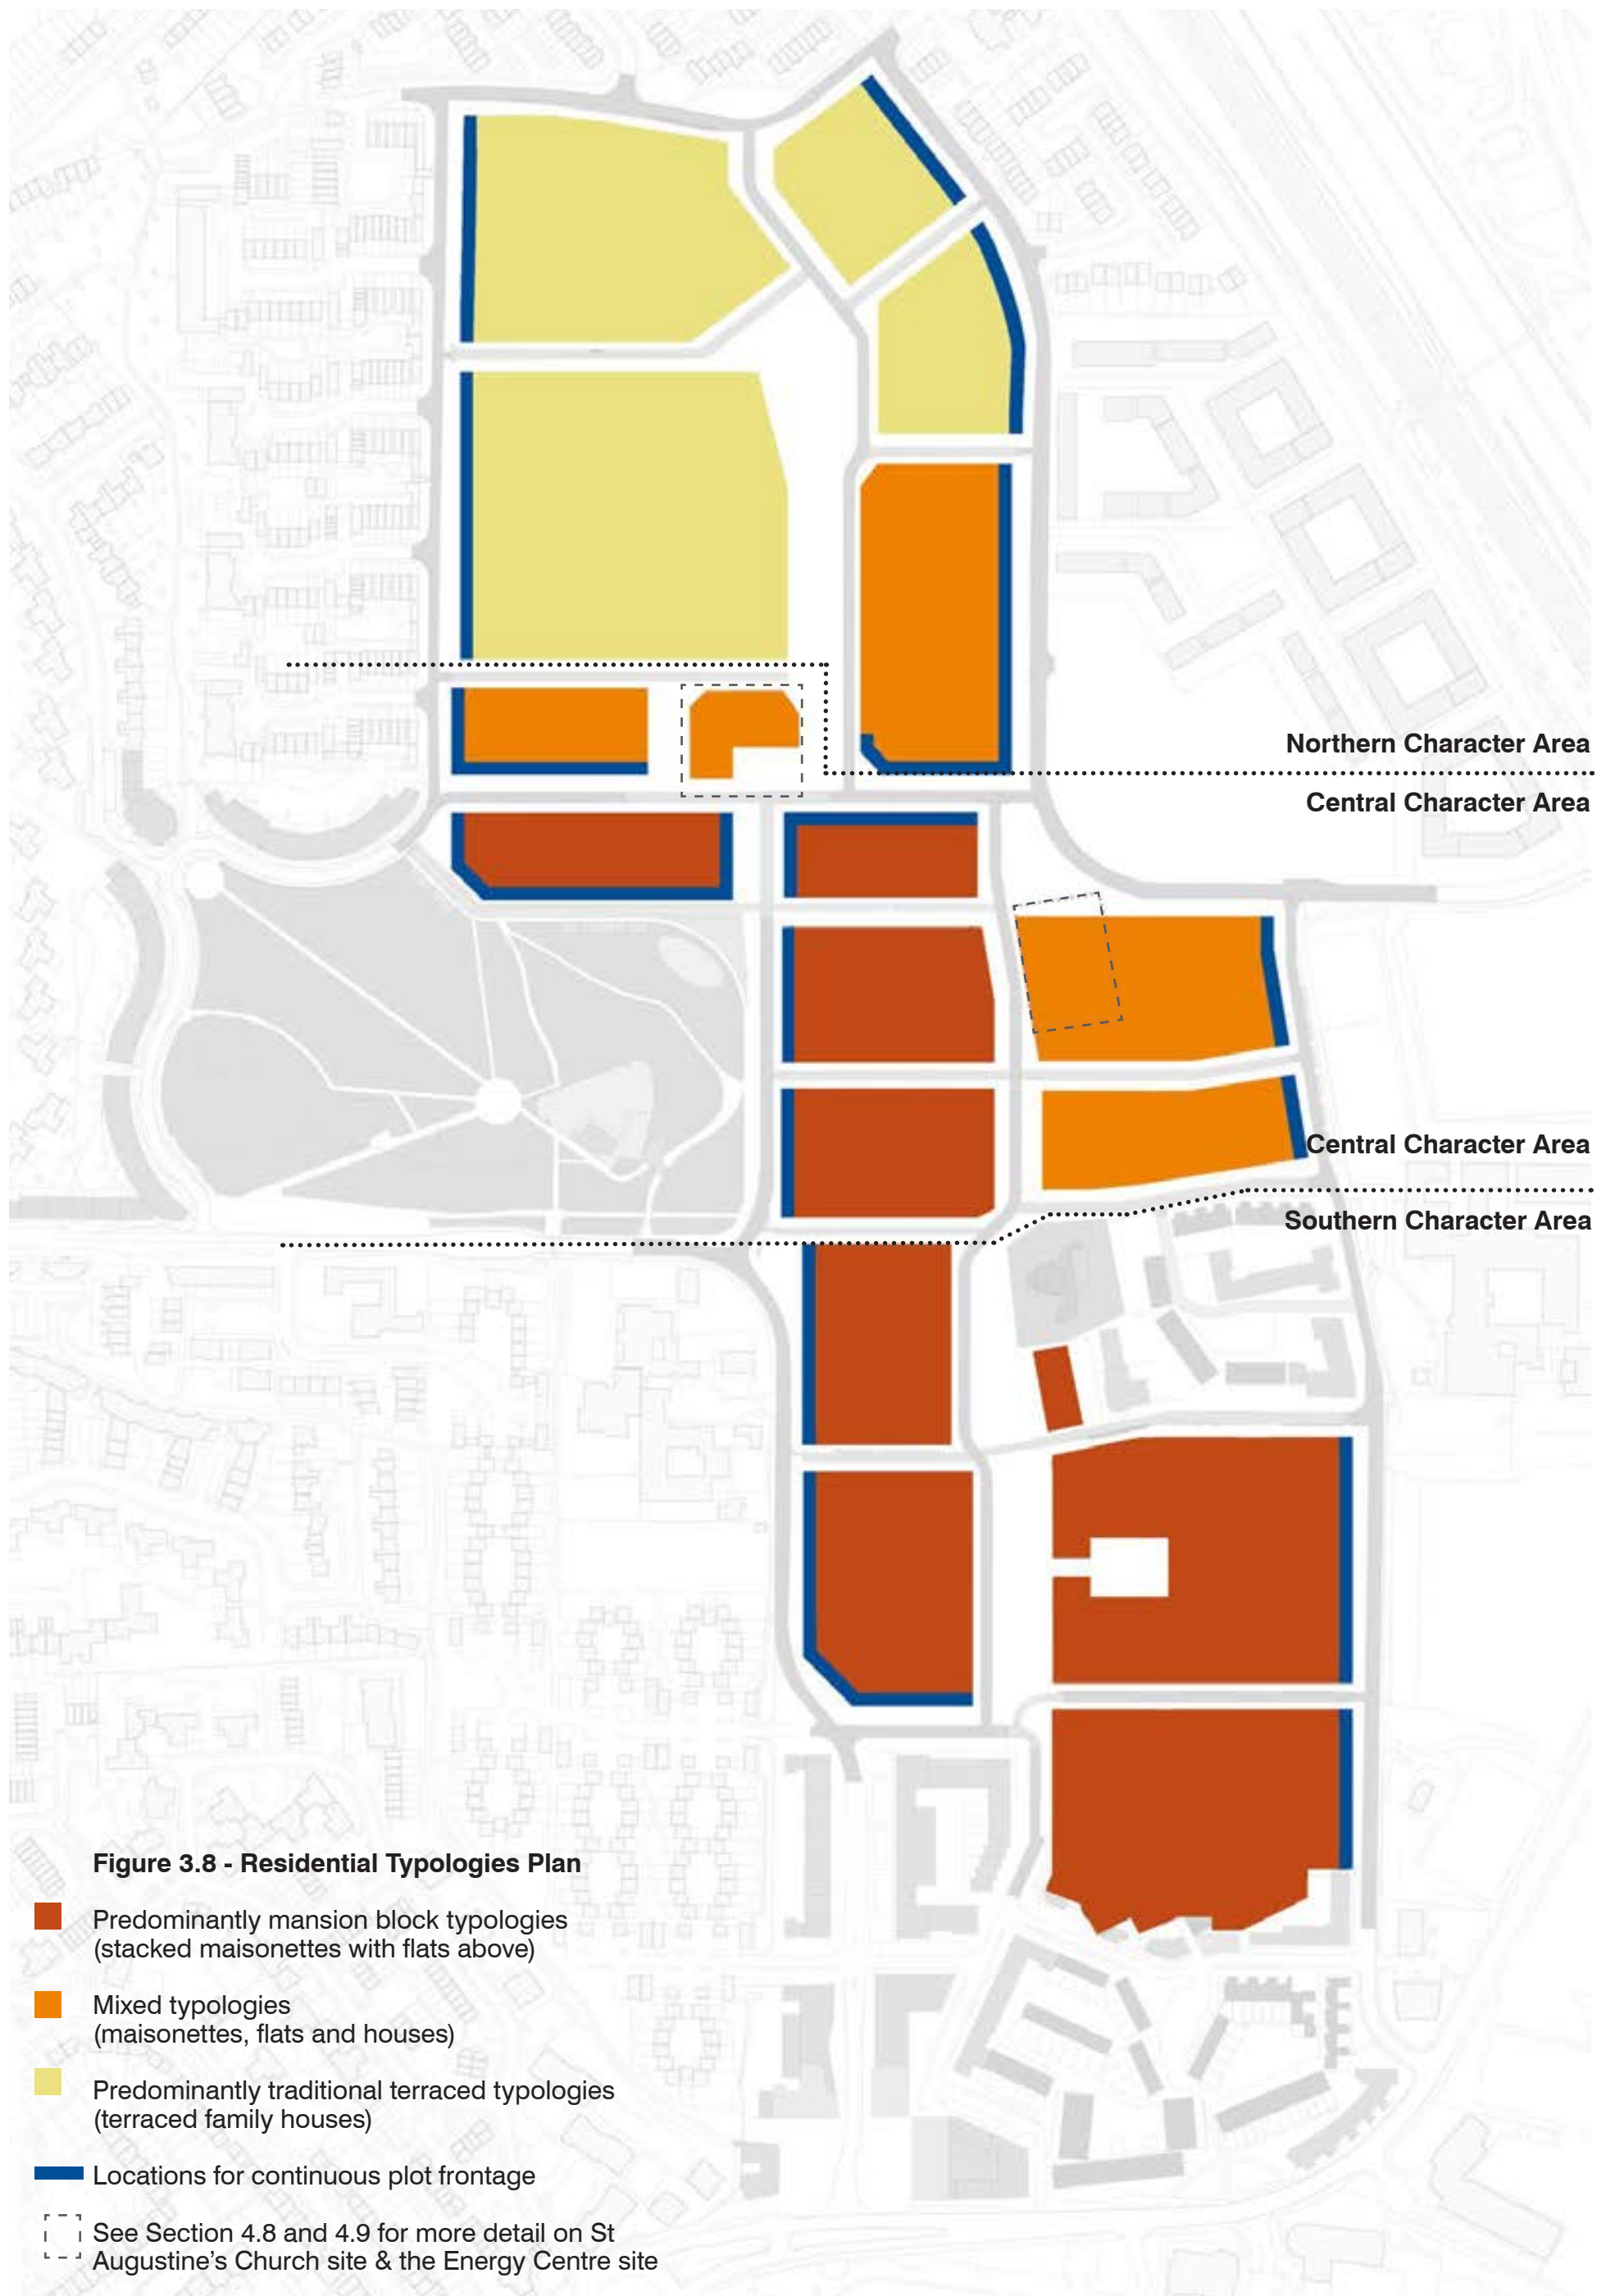 Northern Character Area
Central Character Area
Central Character Area
Southern Character Area
Figure 3.8 - Residential Typologies Plan
Predominantly mansion block typologies
(stacked maisonettes with flats above)
Mixed typologies
(maisonettes, flats and houses)
Predominantly traditional terraced typologies
(terraced family houses)
Locations for continuous plot frontage
See Section 4.8 and 4.9 for more detail on St
Augustine’s Church site & the Energy Centre site